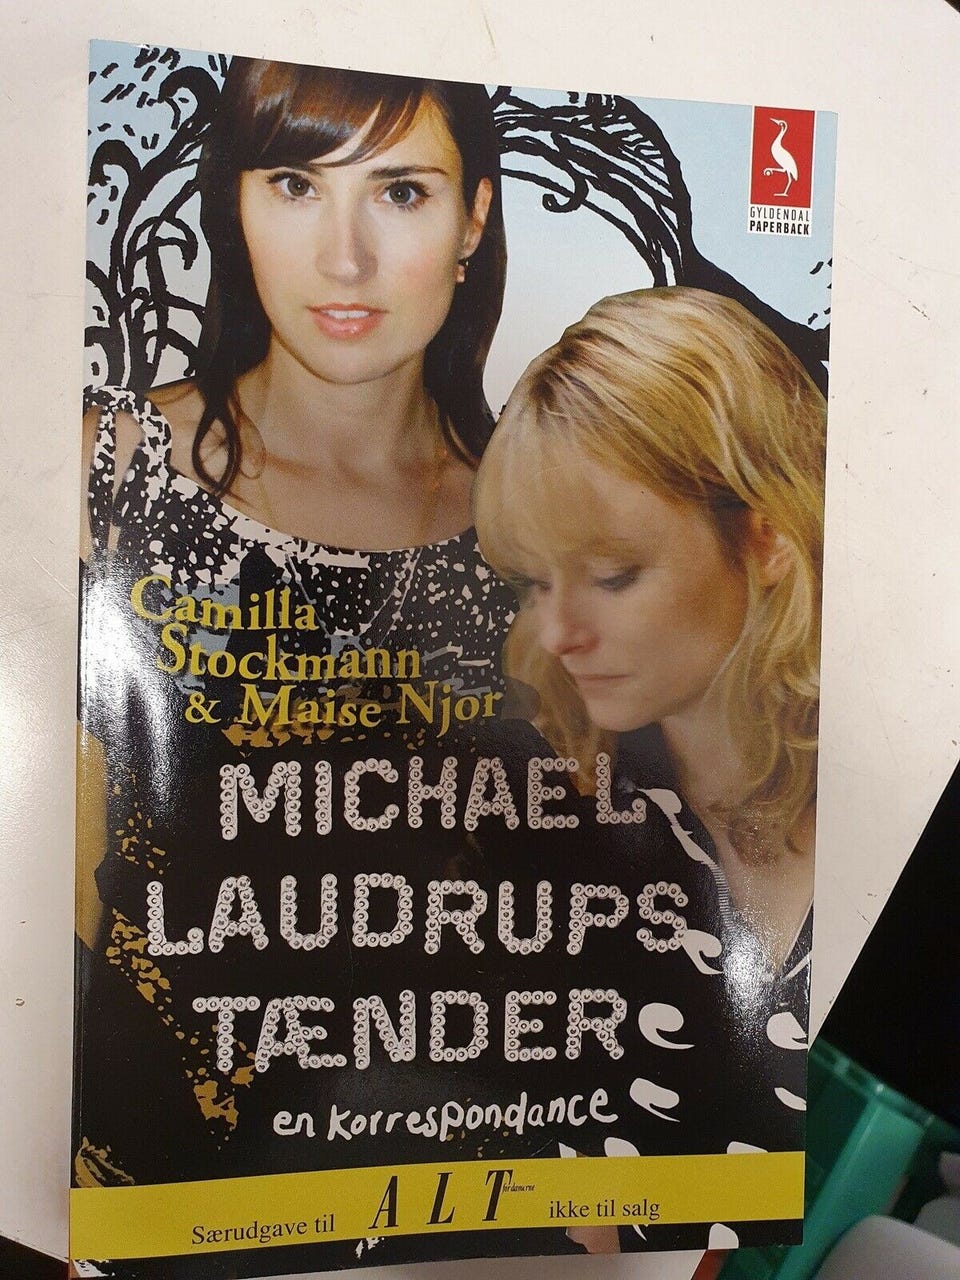 GYLDENDAL
PAPERBACK
Camilla
Stockmann
& Maise Njor
MICHAEL
LAUDRUPS
TÆNDER
en korrespondance
Særudgave til ALT for damerne ikke til salg